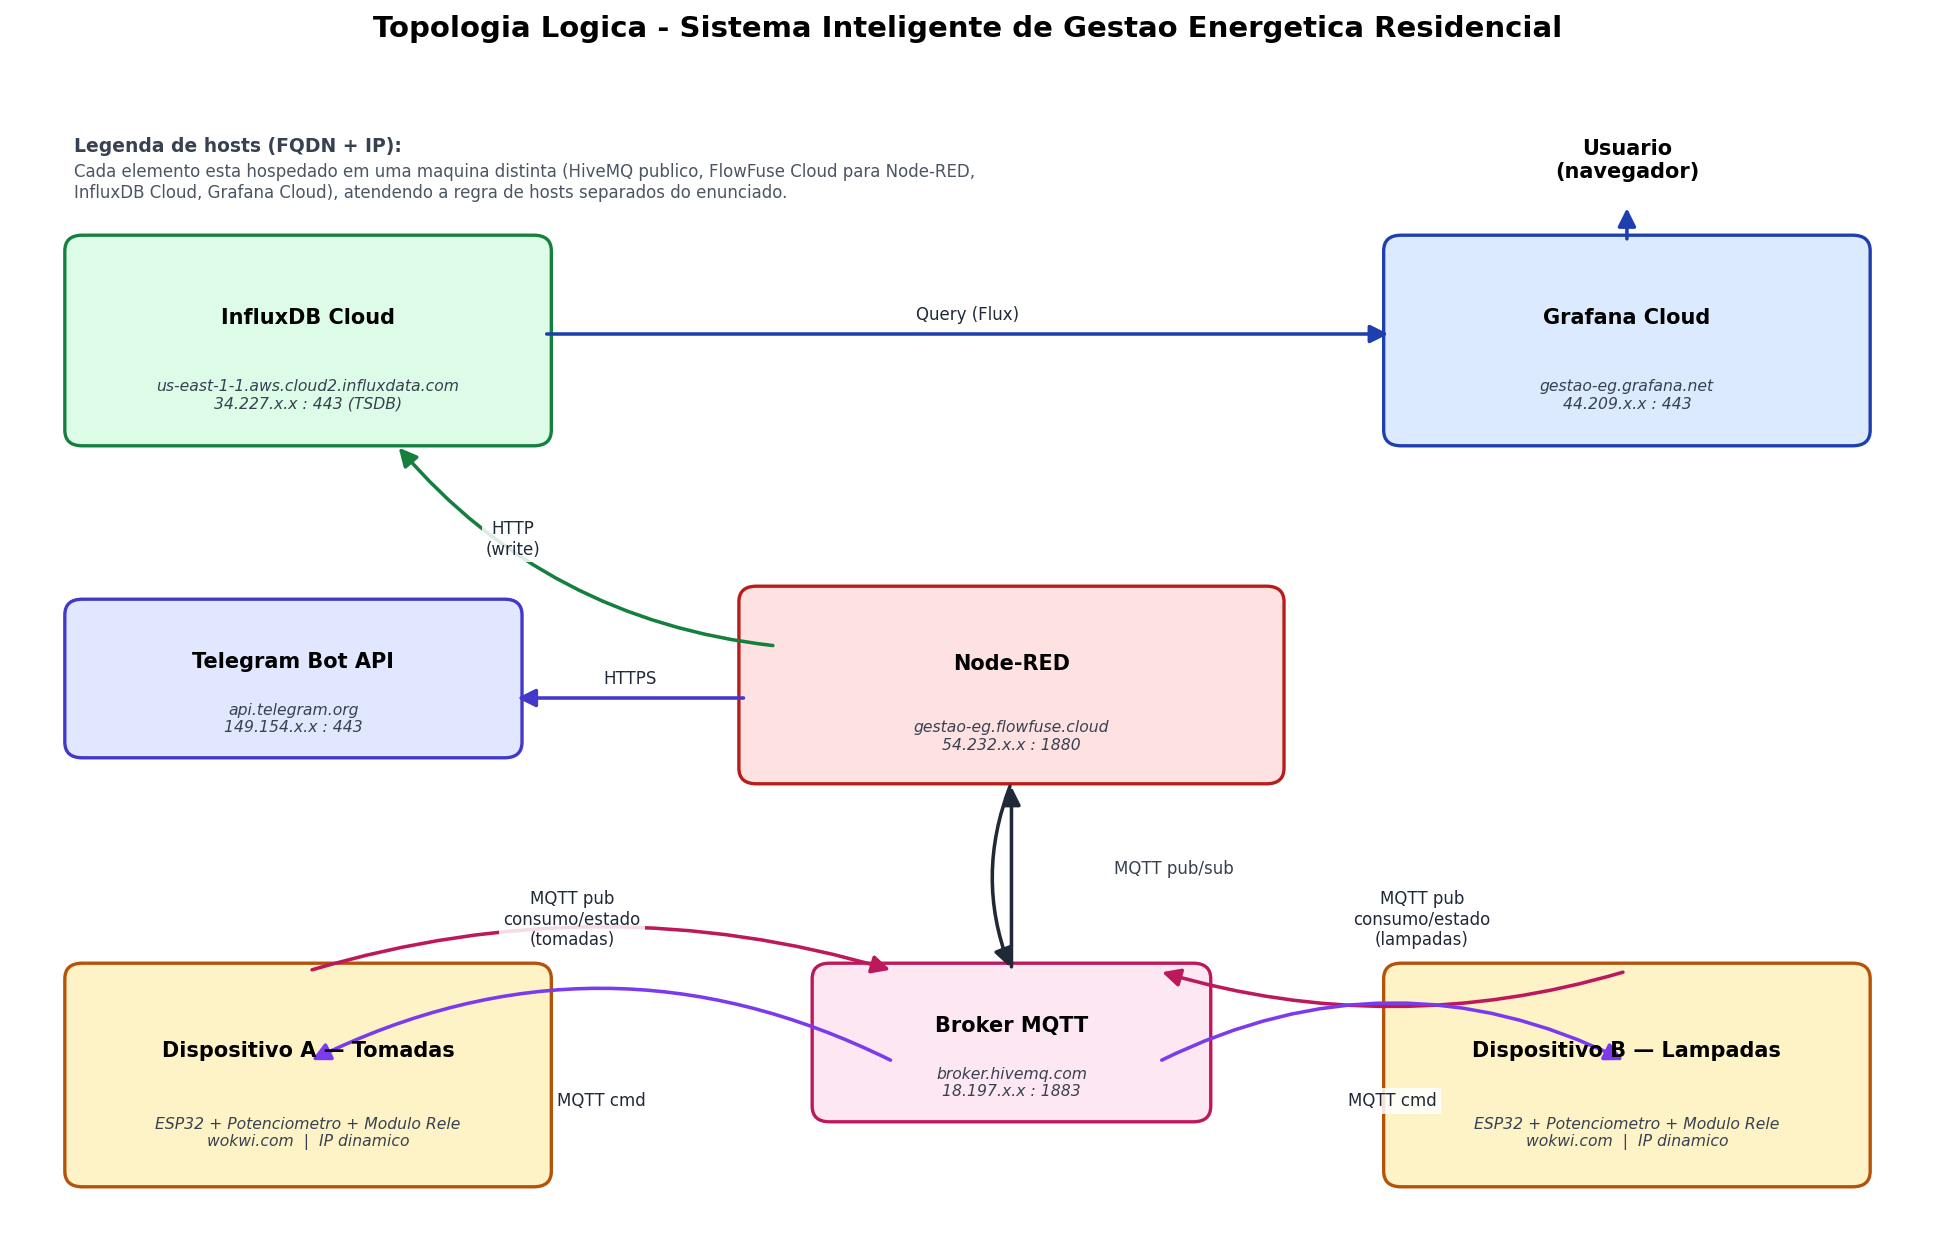 Topologia Logica - Sistema Inteligente de Gestao Energetica Residencial
Legenda de hosts (FQDN + IP):
Cada elemento esta hospedado em uma maquina distinta (HiveMQ publico, FlowFuse Cloud para Node-RED,
InfluxDB Cloud, Grafana Cloud), atendendo a regra de hosts separados do enunciado.
Usuario
(navegador)
InfluxDB Cloud
us-east-1-1.aws.cloud2.influxdata.com
34.227.x.x : 443 (TSDB)
Query (Flux)
Grafana Cloud
gestao-eg.grafana.net
44.209.x.x : 443
HTTP
(write)
Telegram Bot API
api.telegram.org
149.154.x.x : 443
HTTPS
Node-RED
gestao-eg.flowfuse.cloud
54.232.x.x : 1880
MQTT pub/sub
MQTT pub
consumo/estado
(tomadas)
MQTT pub
consumo/estado
(lampadas)
Dispositivo A — Tomadas
ESP32 + Potenciometro + Modulo Rele
wokwi.com | IP dinamico
MQTT cmd
Broker MQTT
broker.hivemq.com
18.197.x.x : 1883
MQTT cmd
Dispositivo B — Lampadas
ESP32 + Potenciometro + Modulo Rele
wokwi.com | IP dinamico